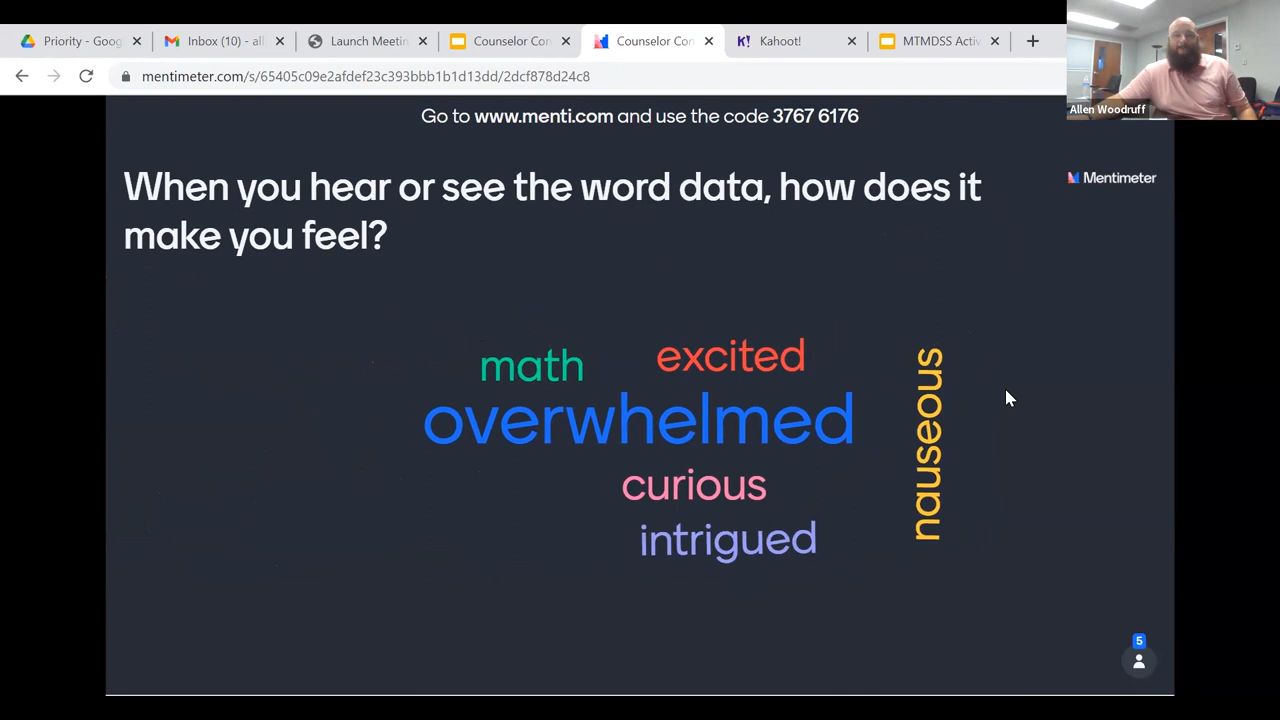 Priority - Goog
Inbox (10) - all
Launch Meetin
Counselor Con
Counselor Con
Kahoot!
MTMDSS Activ
mentimeter.com/s/65405c09e2afdef23c393bbb1b1d13dd/2dcf878d24c8
Allen Woodruff
Go to www.menti.com and use the code 3767 6176
When you hear or see the word data, how does it
make you feel?
Mentimeter
math
excited
overwhelmed
nauseous
curious
intrigued
5